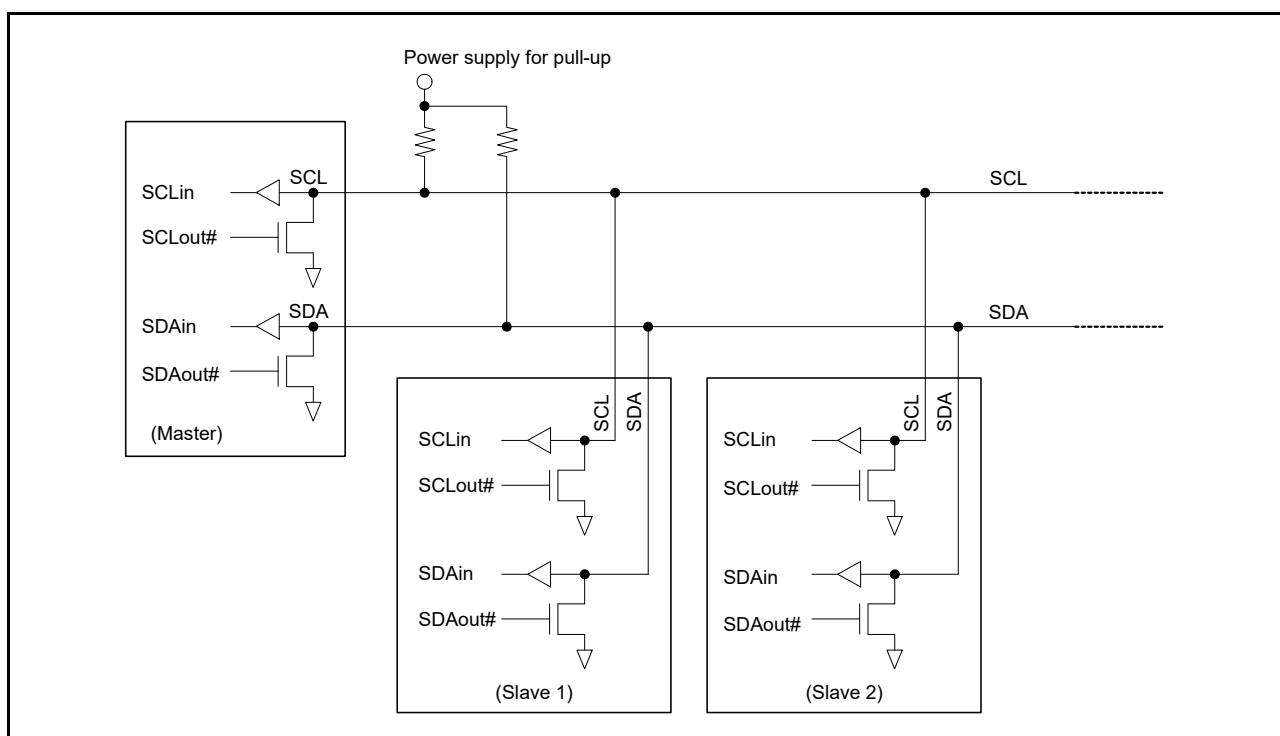 Power supply for pull-up
SCLin
SCL
SCL
SCLout#
SDAin
SDA
SDA
SDAout#
(Master)
SCL
SDA
SCLin
SCLout#
SDAin
SDAout#
(Slave 1)
SCL
SDA
SCLin
SCLout#
SDAin
SDAout#
(Slave 2)